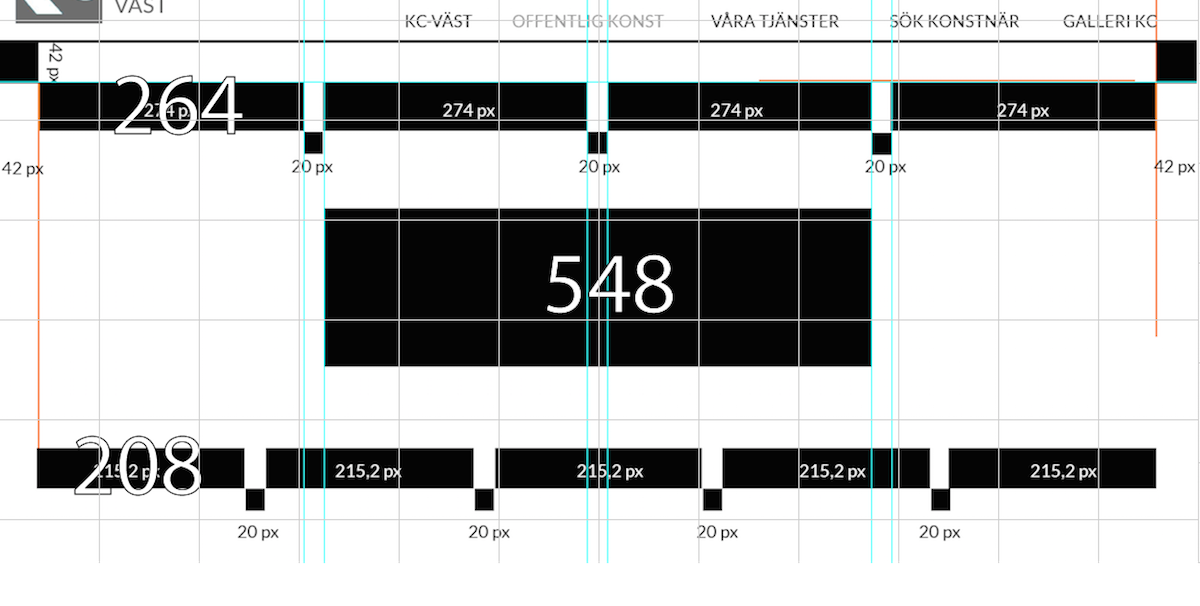 VÄST
KC-VÄST OFFENTLIG KONST VÅRA TJÄNSTER SÖK KONSTNÄR GALLERI KC
42 px
264
274 px 274 px 274 px 274 px
42 px 20 px 20 px 20 px 42 px
548
208
215,2 px 215,2 px 215,2 px 215,2 px 215,2 px
20 px 20 px 20 px 20 px